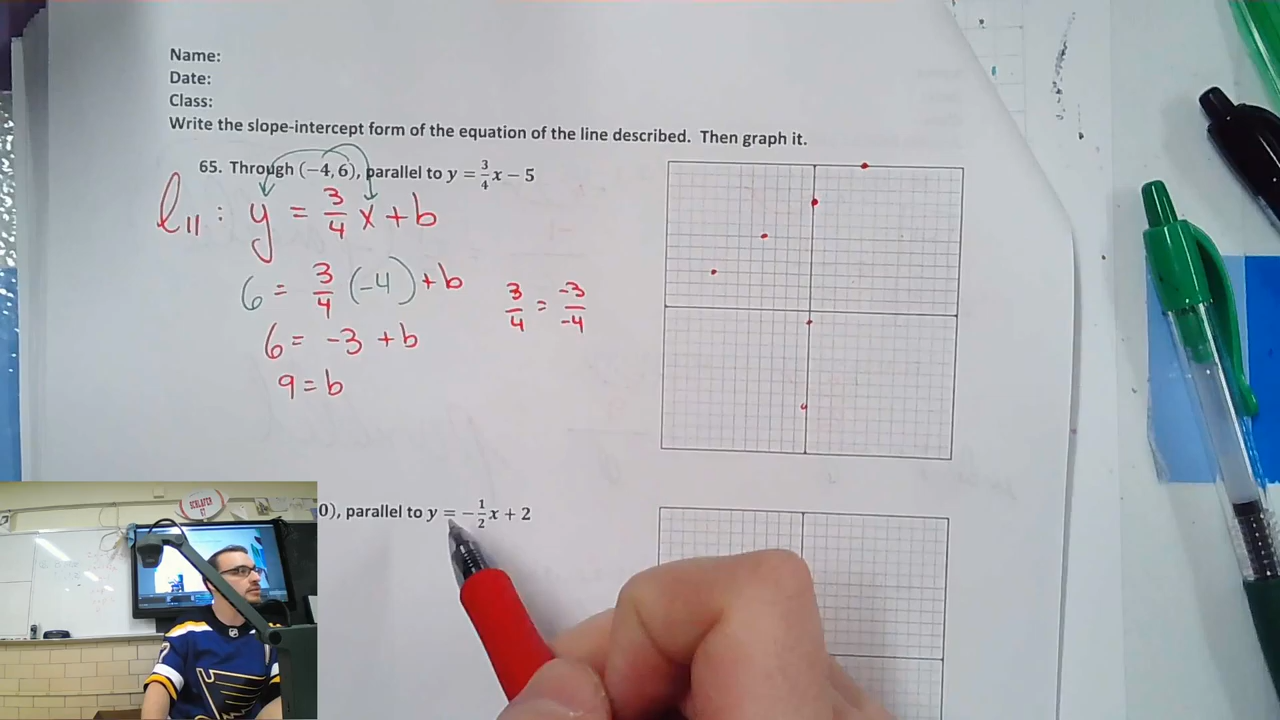 Name:
Date:
Class:
Write the slope-intercept form of the equation of the line described. Then graph it.
65. Through (−4, 6), parallel to y = 3/4 x − 5
l∥ : y = 3/4 x + b
6 = 3/4 (-4) + b
3/4 = -3/-4
6 = -3 + b
9 = b
0), parallel to y = − 1/2 x + 2